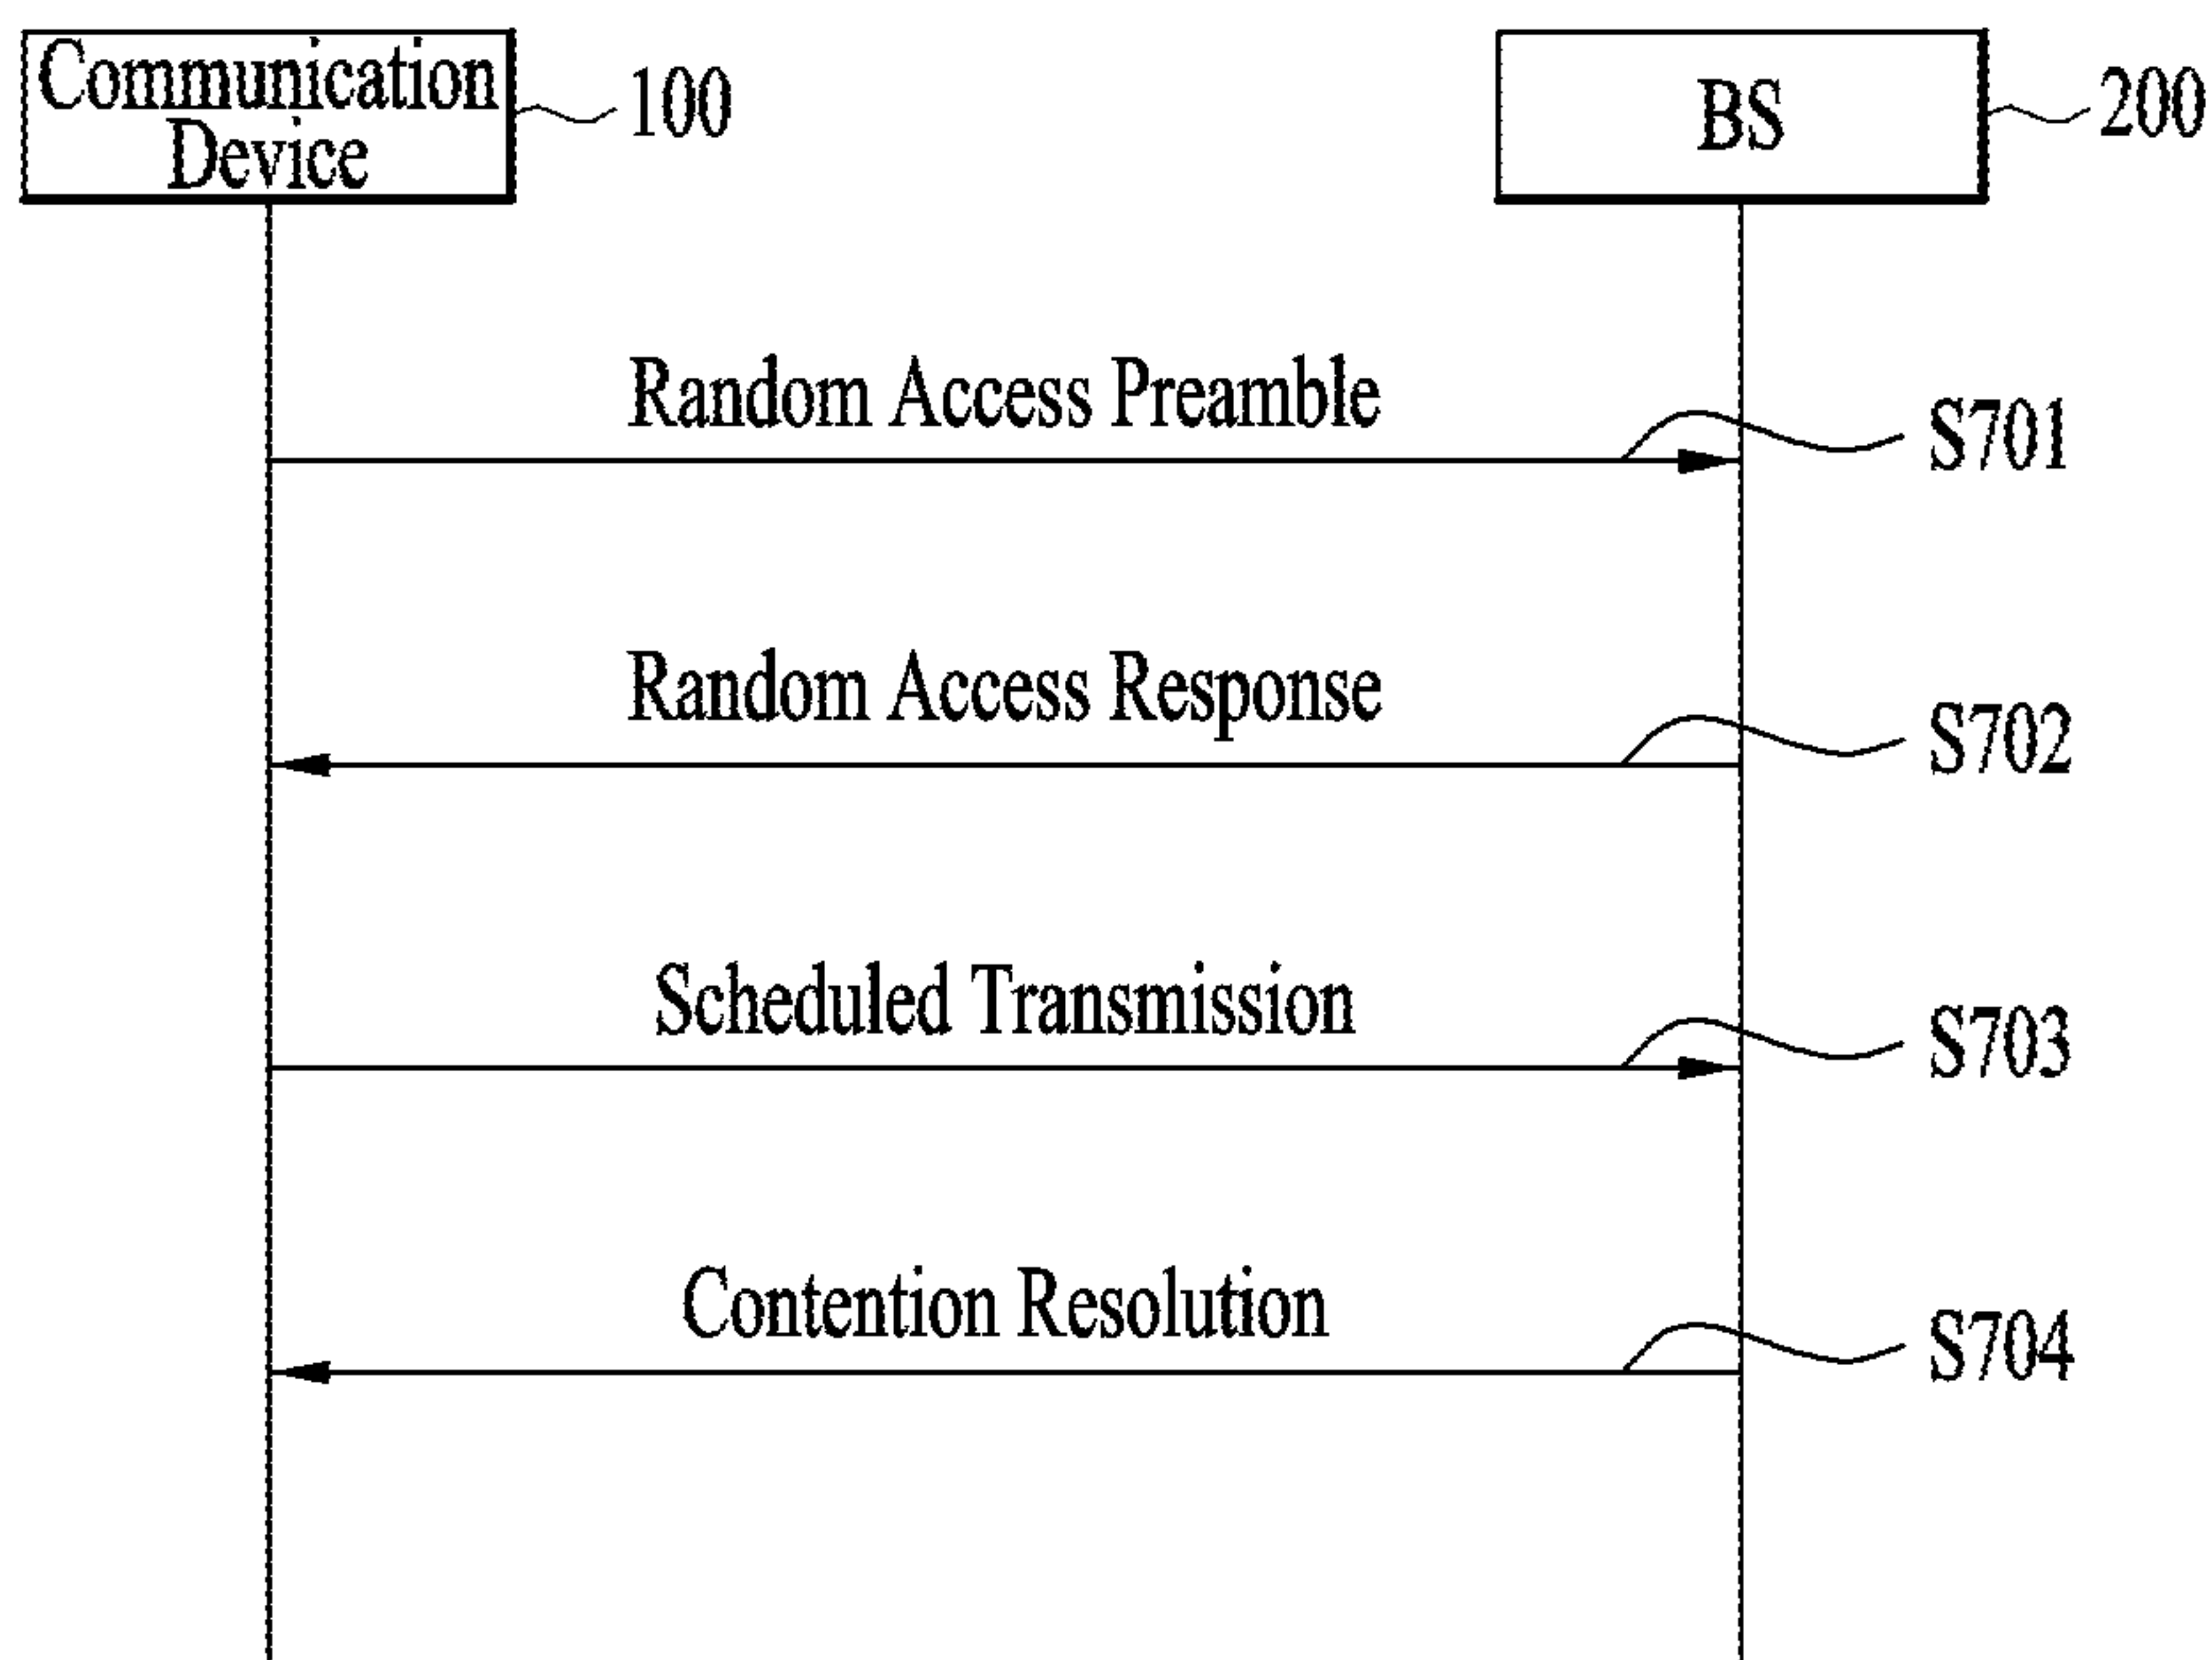 Communication
Device
100
BS
200
Random Access Preamble
S701
Random Access Response
S702
Scheduled Transmission
S703
Contention Resolution
S704